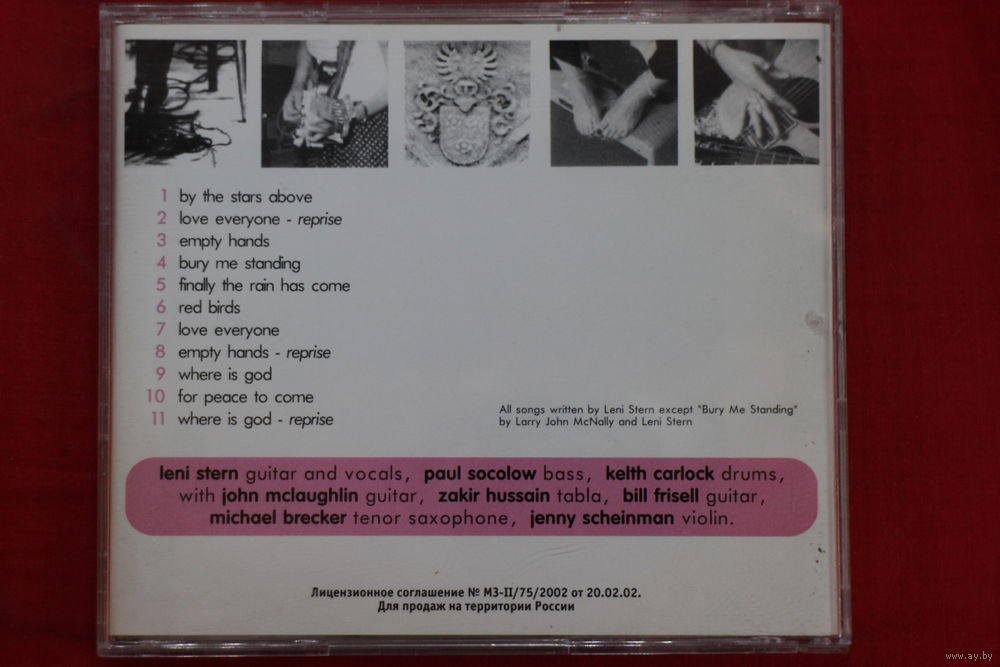 1 by the stars above
2 love everyone - reprise
3 empty hands
4 bury me standing
5 finally the rain has come
6 red birds
7 love everyone
8 empty hands - reprise
9 where is god
10 for peace to come
11 where is god - reprise
All songs written by Leni Stern except "Bury Me Standing"
by Larry John McNally and Leni Stern
leni stern guitar and vocals, paul socolow bass, keith carlock drums,
with john mclaughlin guitar, zakir hussain tabla, bill frisell guitar,
michael brecker tenor saxophone, jenny scheinman violin.
Лицензионное соглашение № МЗ-II/75/2002 от 20.02.02.
Для продаж на территории России
www.ay.by